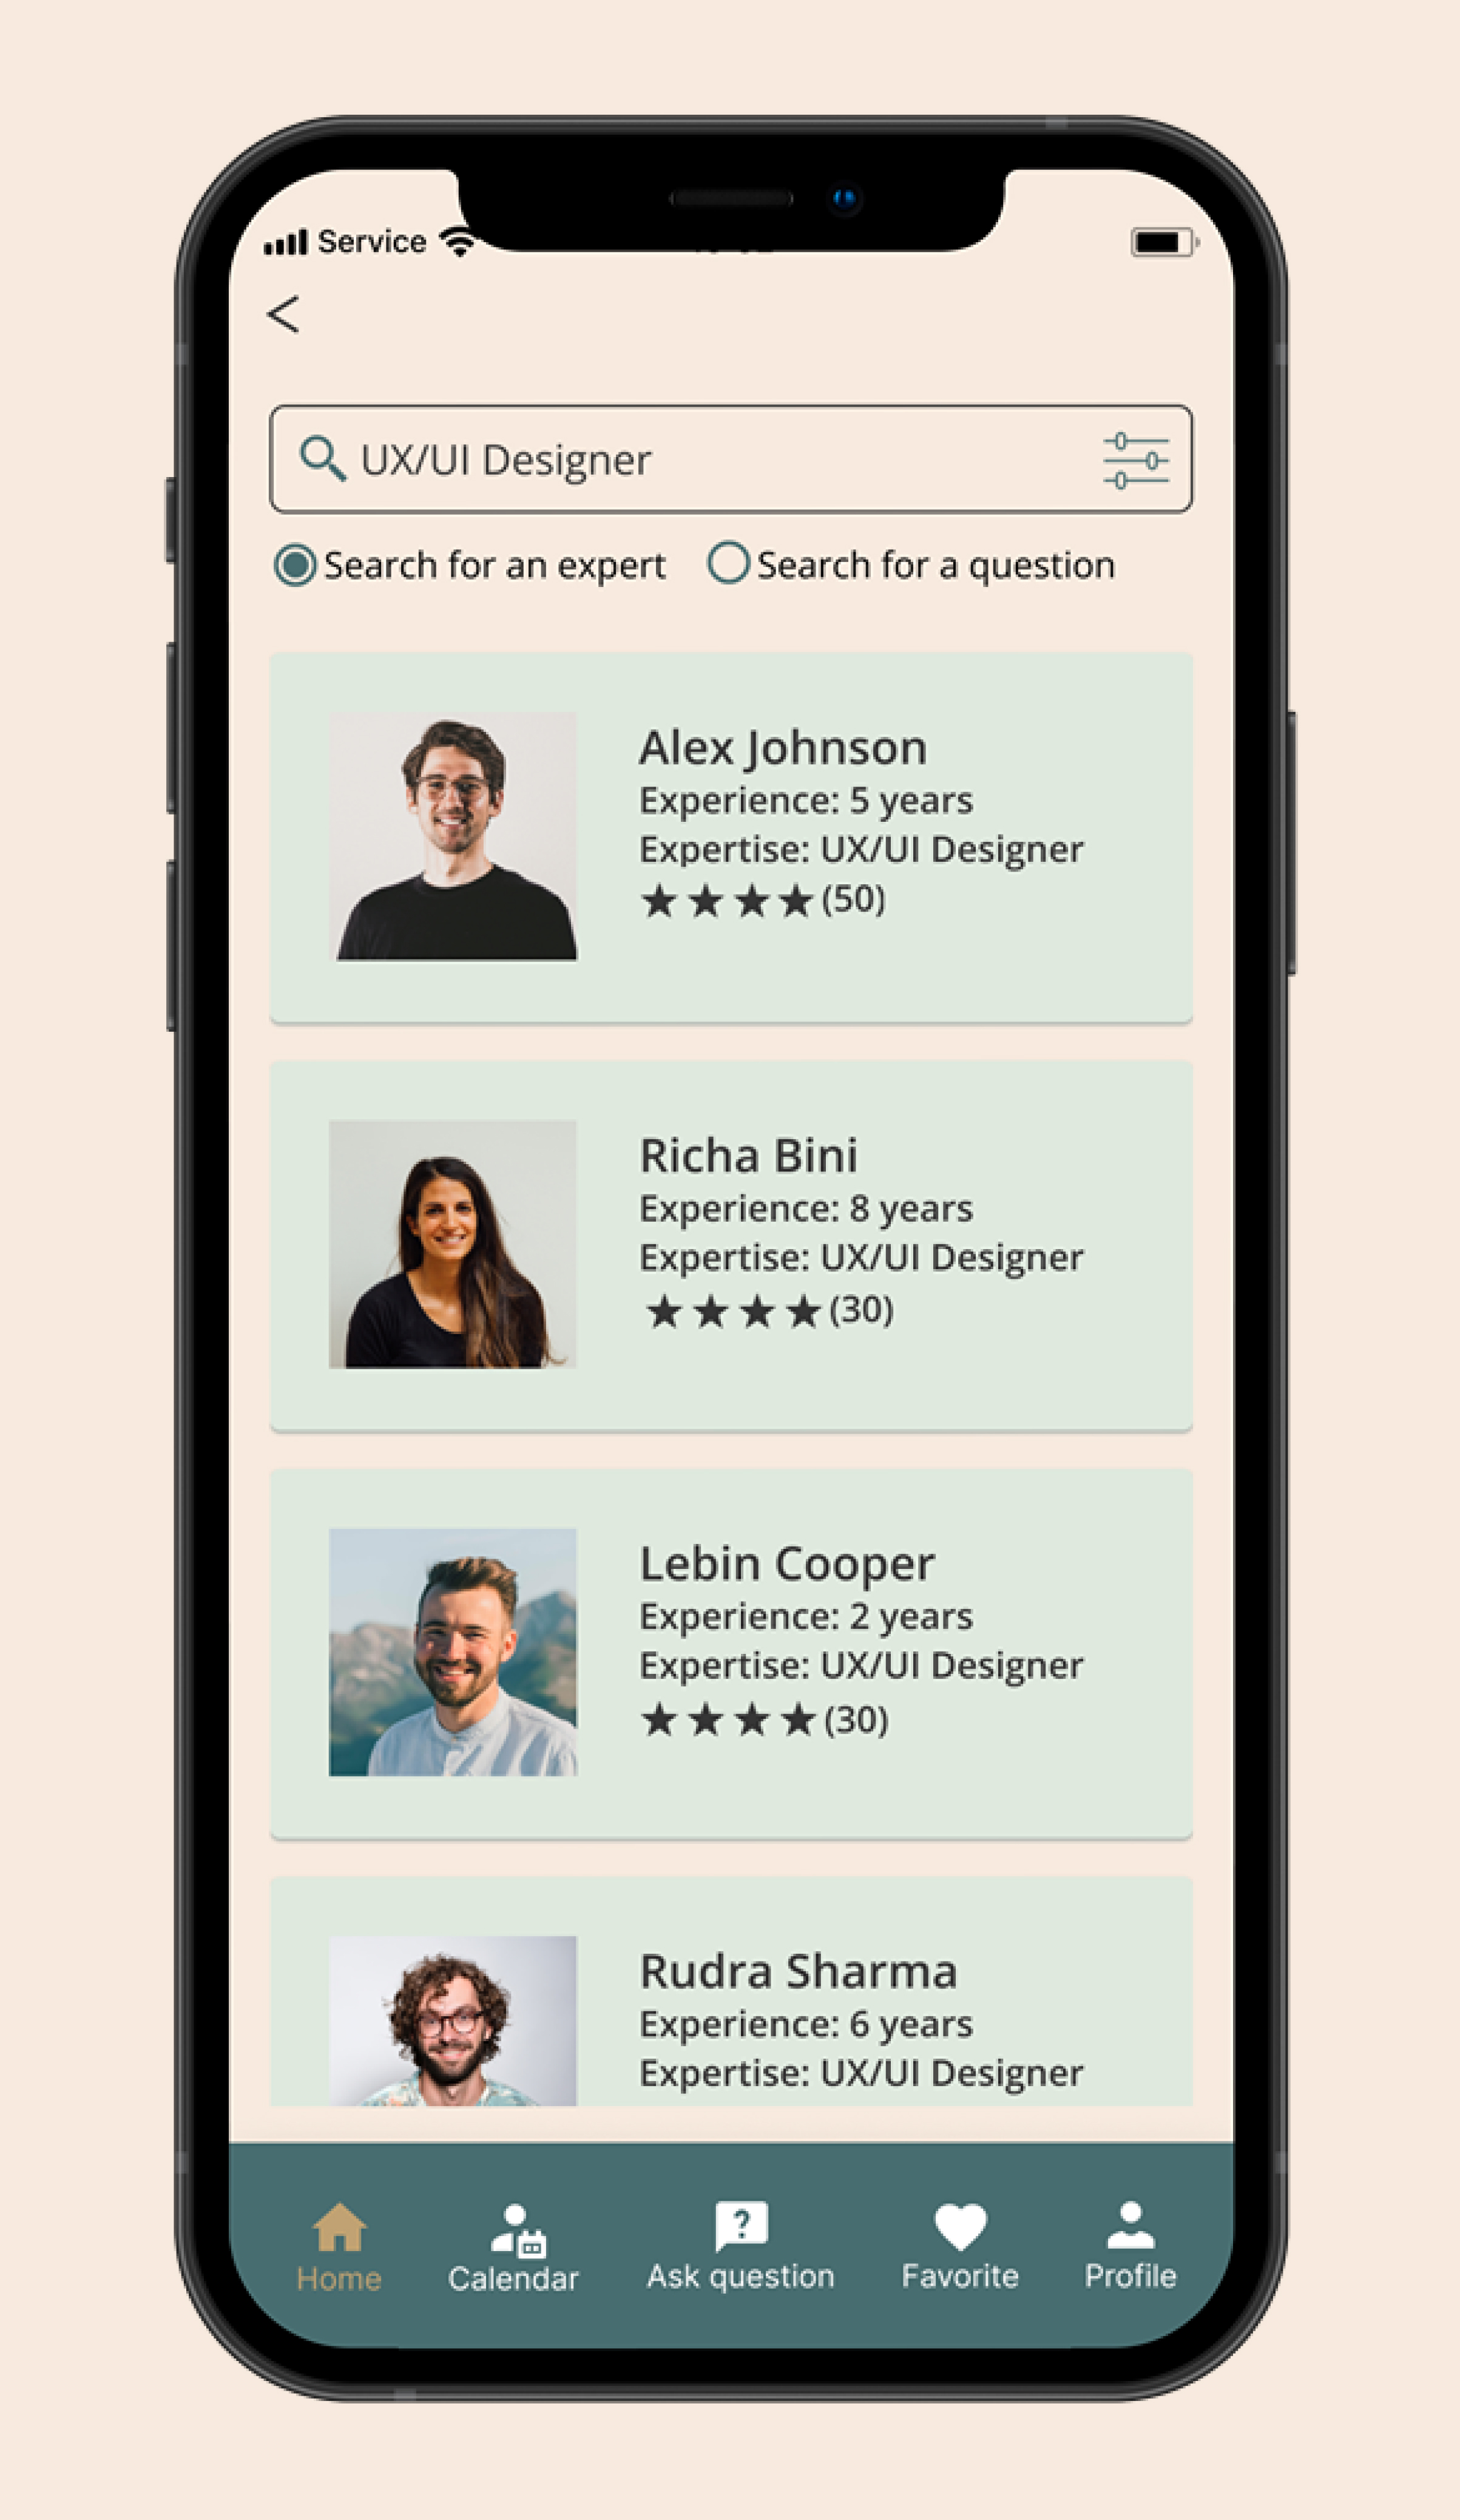 Service
<
UX/UI Designer
Search for an expert Search for a question
Alex Johnson
Experience: 5 years
Expertise: UX/UI Designer
★★★★(50)
Richa Bini
Experience: 8 years
Expertise: UX/UI Designer
★★★★(30)
Lebin Cooper
Experience: 2 years
Expertise: UX/UI Designer
★★★★(30)
Rudra Sharma
Experience: 6 years
Expertise: UX/UI Designer
Home Calendar Ask question Favorite Profile